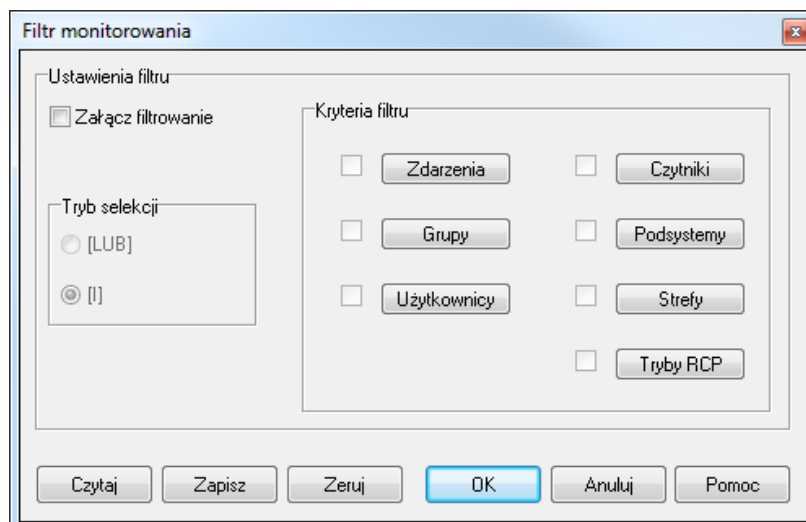 Filtr monitorowania
Ustawienia filtru
Załącz filtrowanie
Kryteria filtru
Zdarzenia
Czytniki
Tryb selekcji
[LUB]
Grupy
Podsystemy
[I]
Użytkownicy
Strefy
Tryby RCP
Czytaj
Zapisz
Zeruj
OK
Anuluj
Pomoc